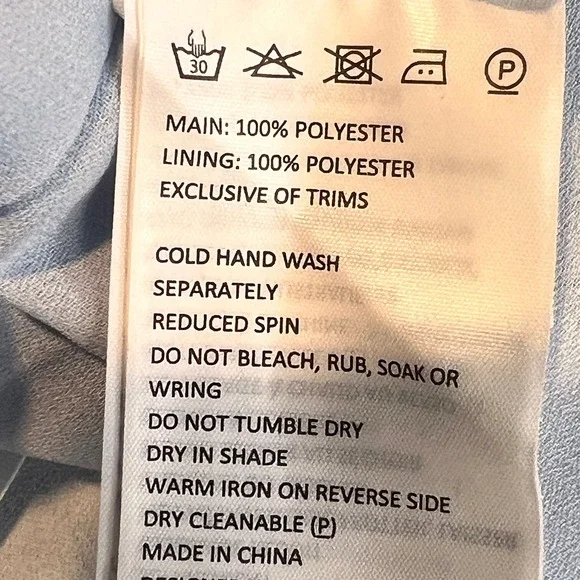 30 P
MAIN: 100% POLYESTER
LINING: 100% POLYESTER
EXCLUSIVE OF TRIMS
COLD HAND WASH
SEPARATELY
REDUCED SPIN
DO NOT BLEACH, RUB, SOAK OR
WRING
DO NOT TUMBLE DRY
DRY IN SHADE
WARM IRON ON REVERSE SIDE
DRY CLEANABLE (P)
MADE IN CHINA